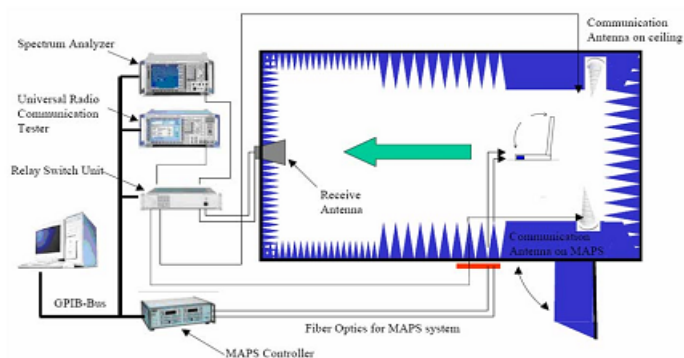 Communication
Antenna on ceiling
Spectrum Analyzer
Universal Radio
Communication
Tester
Relay Switch Unit
Receive
Antenna
Communication
Antenna on MAPS
GPIB-Bus
Fiber Optics for MAPS system
MAPS Controller